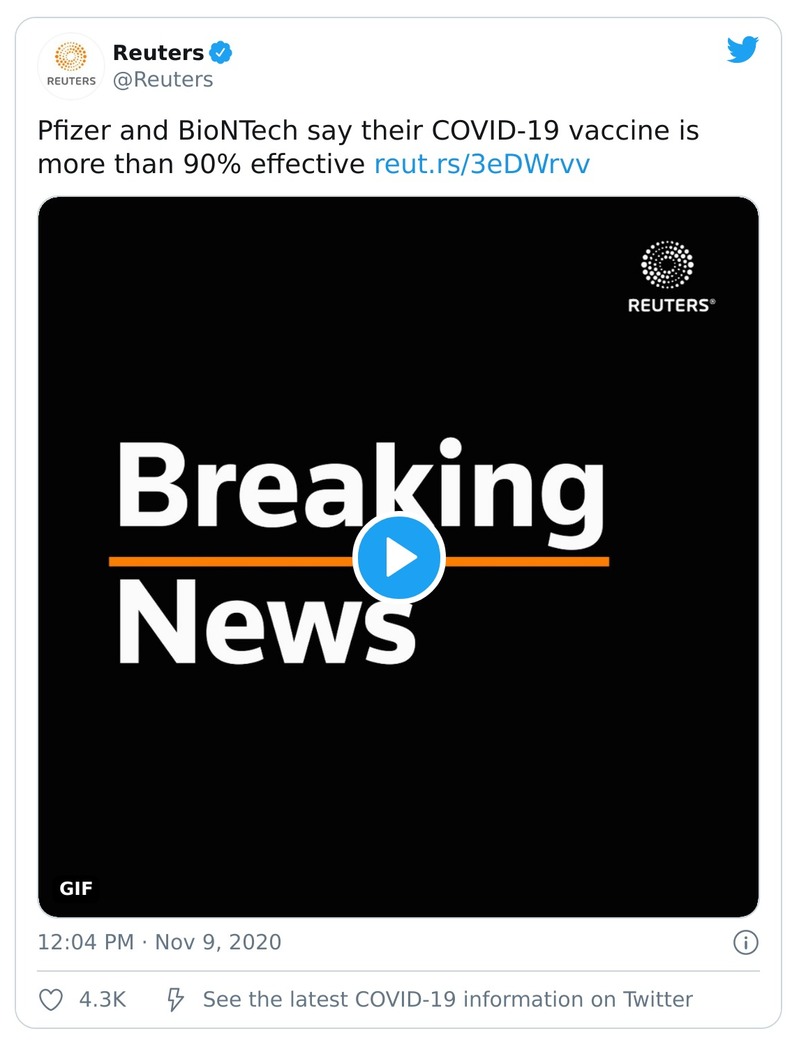 REUTERS
Reuters
@Reuters
Pfizer and BioNTech say their COVID-19 vaccine is
more than 90% effective reut.rs/3eDWrvv
REUTERS®
Breaking
News
GIF
12:04 PM · Nov 9, 2020
4.3K See the latest COVID-19 information on Twitter